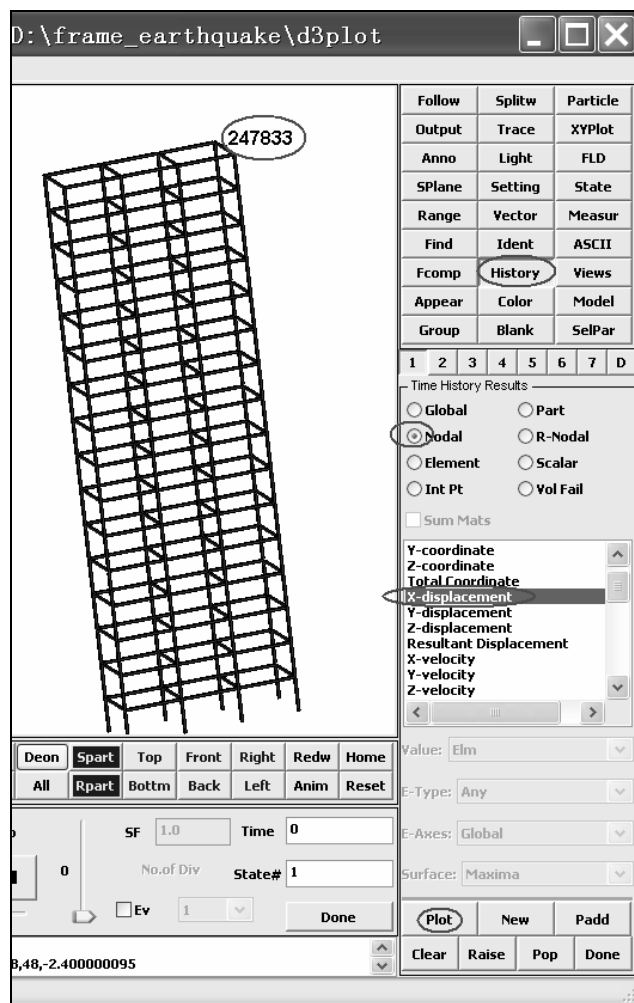 D:\frame_earthquake\d3plot
247833
Follow Splitw Particle
Output Trace XYPlot
Anno Light FLD
SPlane Setting State
Range Vector Measur
Find Ident ASCII
Fcomp History Views
Appear Color Model
Group Blank SelPar
1 2 3 4 5 6 7 D
Time History Results
Global Part
Nodal R-Nodal
Element Scalar
Int Pt Vol Fail
Sum Mats
Y-coordinate
Z-coordinate
Total Coordinate
X-displacement
Y-displacement
Z-displacement
Resultant Displacement
X-velocity
Y-velocity
Z-velocity
Value: Elm
E-Type: Any
E-Axes: Global
Surface: Maxima
Plot New Padd
Clear Raise Pop Done
Deon Spart Top Front Right Redw Home
All Rpart Bottm Back Left Anim Reset
SF 1.0 Time 0
0 No.of Div State# 1
Ev 1 Done
8,48,-2.400000095